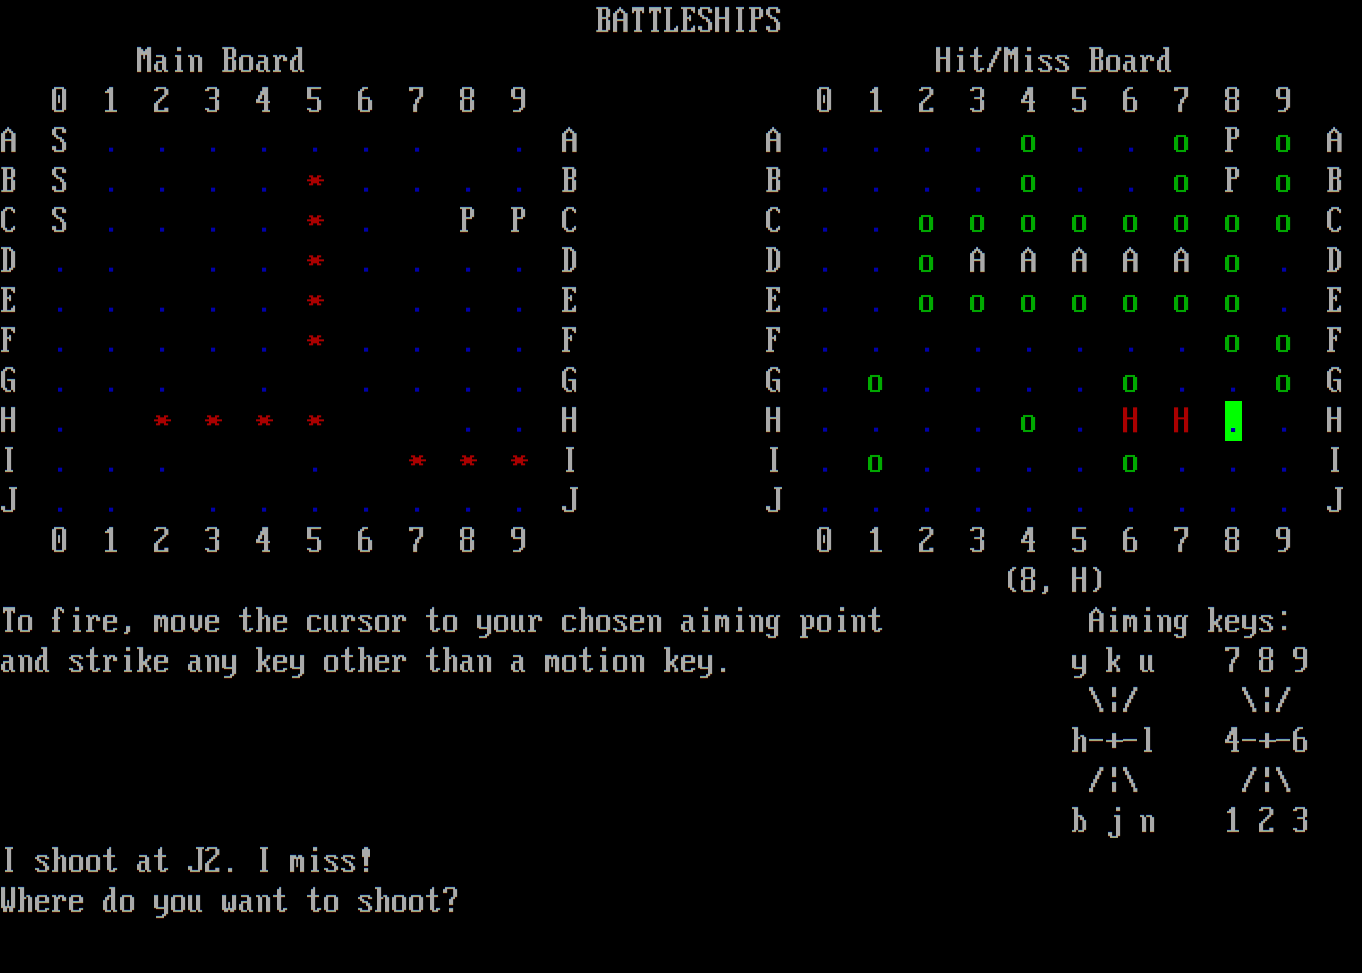 BATTLESHIPS
Main Board Hit/Miss Board
0 1 2 3 4 5 6 7 8 9 0 1 2 3 4 5 6 7 8 9
A S . . . . . . .   . A A . . . . o . . o P o A
B S . . . . * . . . . B B . . . . o . . o P o B
C S . . . . * .   P P C C . . o o o o o o o o C
D . .   . . * . . . . D D . . o A A A A A o . D
E . . . . . *   . . . E E . . o o o o o o o . E
F . . . . . * . . . . F F . . . . . . . . o o F
G . . .   .   . . . . G G . o . . . . o . . o G
H .   * * * *     . . H H . . . . o . H H . . H
I . . .     .   * * * I I . o . . . . o . . . I
J . .   . . . . . . . J J . . . . . . . . . . J
0 1 2 3 4 5 6 7 8 9 0 1 2 3 4 5 6 7 8 9
(8, H)
To fire, move the cursor to your chosen aiming point Aiming keys:
and strike any key other than a motion key. y k u 7 8 9
\|/ \|/
h-+-l 4-+-6
/|\ /|\
b j n 1 2 3
I shoot at J2. I miss!
Where do you want to shoot?